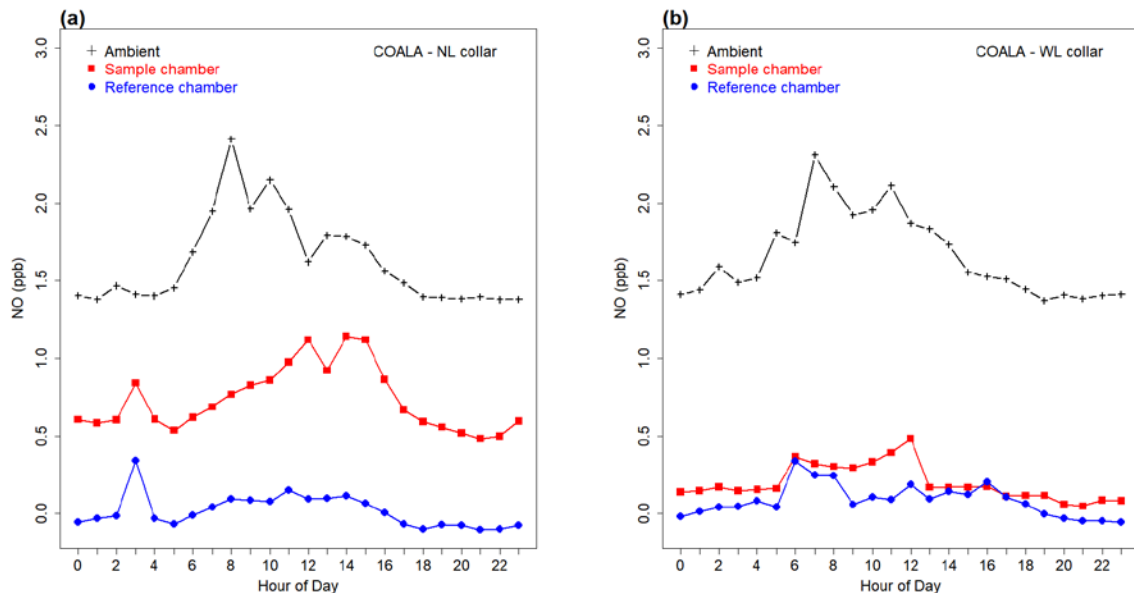 (a)
+ Ambient
COALA - NL collar
Sample chamber
Reference chamber
NO (ppb)
3.0
2.5
2.0
1.5
1.0
0.5
0.0
0 2 4 6 8 10 12 14 16 18 20 22
Hour of Day
(b)
+ Ambient
COALA - WL collar
Sample chamber
Reference chamber
NO (ppb)
3.0
2.5
2.0
1.5
1.0
0.5
0.0
0 2 4 6 8 10 12 14 16 18 20 22
Hour of Day